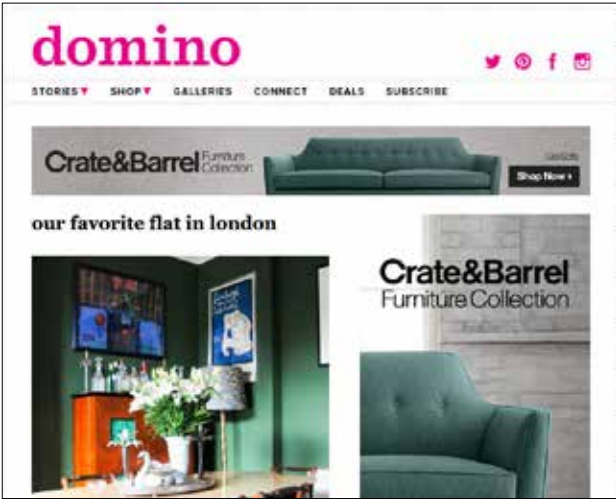 domino
STORIES▼ SHOP▼ GALLERIES CONNECT DEALS SUBSCRIBE
Crate&Barrel Furniture Collection
Shop Now ›
our favorite flat in london
Crate&Barrel
Furniture Collection